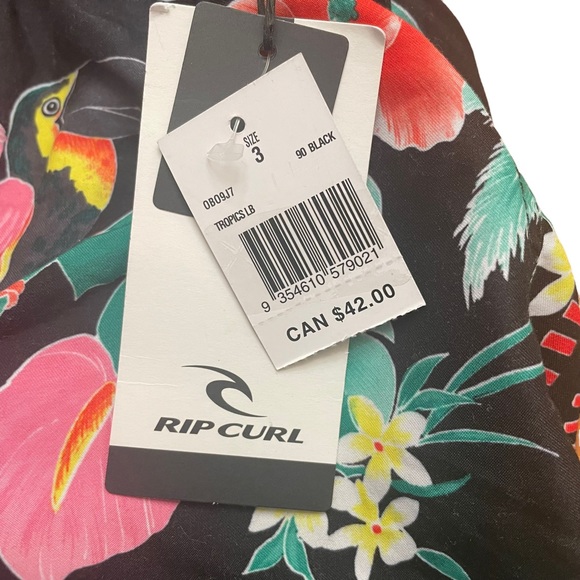 SIZE
3
90 BLACK
0809J7
TROPICS LB
9 354610 579021
CAN $42.00
RIP CURL